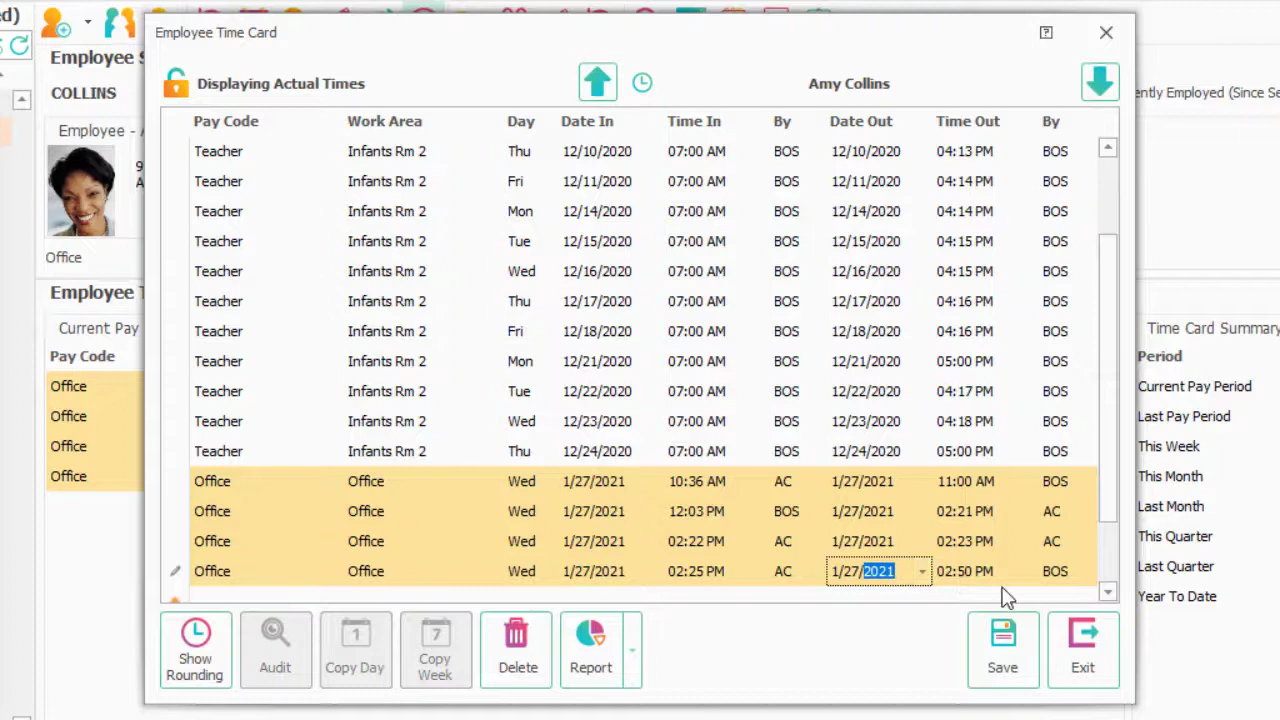 d)
Employee Time Card
Employee S
Displaying Actual Times
Amy Collins
COLLINS
ently Employed (Since Se
Pay Code Work Area Day Date In Time In By Date Out Time Out By
Employee - A
Teacher Infants Rm 2 Thu 12/10/2020 07:00 AM BOS 12/10/2020 04:13 PM BOS
9
A
Teacher Infants Rm 2 Fri 12/11/2020 07:00 AM BOS 12/11/2020 04:14 PM BOS
Teacher Infants Rm 2 Mon 12/14/2020 07:00 AM BOS 12/14/2020 04:14 PM BOS
Teacher Infants Rm 2 Tue 12/15/2020 07:00 AM BOS 12/15/2020 04:15 PM BOS
Office
Teacher Infants Rm 2 Wed 12/16/2020 07:00 AM BOS 12/16/2020 04:15 PM BOS
Employee T
Teacher Infants Rm 2 Thu 12/17/2020 07:00 AM BOS 12/17/2020 04:16 PM BOS
Current Pay
Teacher Infants Rm 2 Fri 12/18/2020 07:00 AM BOS 12/18/2020 04:16 PM BOS
Time Card Summary
Pay Code
Teacher Infants Rm 2 Mon 12/21/2020 07:00 AM BOS 12/21/2020 05:00 PM BOS
Period
Office
Teacher Infants Rm 2 Tue 12/22/2020 07:00 AM BOS 12/22/2020 04:17 PM BOS
Current Pay Period
Office
Teacher Infants Rm 2 Wed 12/23/2020 07:00 AM BOS 12/23/2020 04:18 PM BOS
Last Pay Period
Office
Teacher Infants Rm 2 Thu 12/24/2020 07:00 AM BOS 12/24/2020 05:00 PM BOS
This Week
Office
Office Office Wed 1/27/2021 10:36 AM AC 1/27/2021 11:00 AM BOS
This Month
Office Office Wed 1/27/2021 12:03 PM BOS 1/27/2021 02:21 PM AC
Last Month
Office Office Wed 1/27/2021 02:22 PM AC 1/27/2021 02:23 PM AC
This Quarter
Office Office Wed 1/27/2021 02:25 PM AC 1/27/2021 02:50 PM BOS
Last Quarter
Year To Date
Show Rounding
Audit
1
Copy Day
7
Copy Week
Delete
Report
Save
Exit